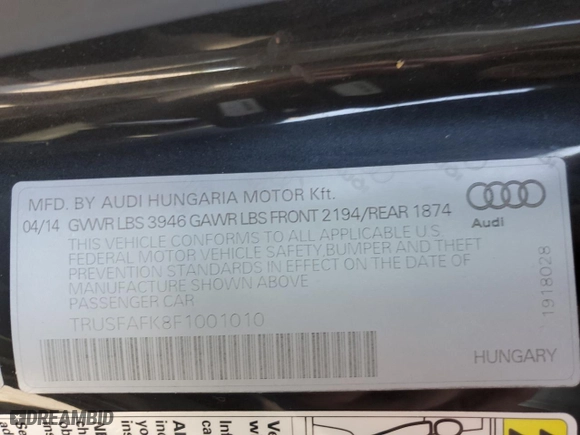 MFD. BY AUDI HUNGARIA MOTOR Kft.
04/14 GVWR LBS 3946 GAWR LBS FRONT 2194/REAR 1874
THIS VEHICLE CONFORMS TO ALL APPLICABLE U.S.
FEDERAL MOTOR VEHICLE SAFETY,BUMPER AND THEFT
PREVENTION STANDARDS IN EFFECT ON THE DATE OF
MANUFACTURE SHOWN ABOVE
PASSENGER CAR
TRUSFAFK8F1001010
Audi
1918028
HUNGARY
DREAMBID